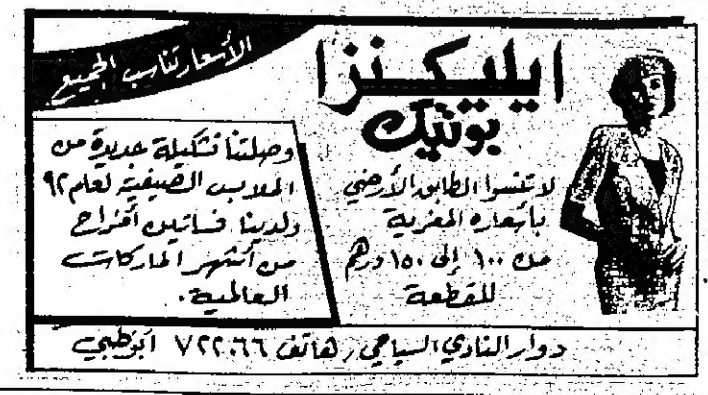 الأسعار تناسب الجميع
ايليكنزا
بوتيك
لا تنسوا الطابق الأرضي
بأسعاره المغرية
من ١٠٠ إلى ١٥٠ درهم
للقطعة
وصلتنا تشكيلة جديدة من
الملابس الصيفية لعام ٩٢
ولدينا فساتين أفراح
من أشهر الماركات
العالمية.
دوار النادي السياحي / هاتف ٧٢٢٠٦٦ أبوظبي